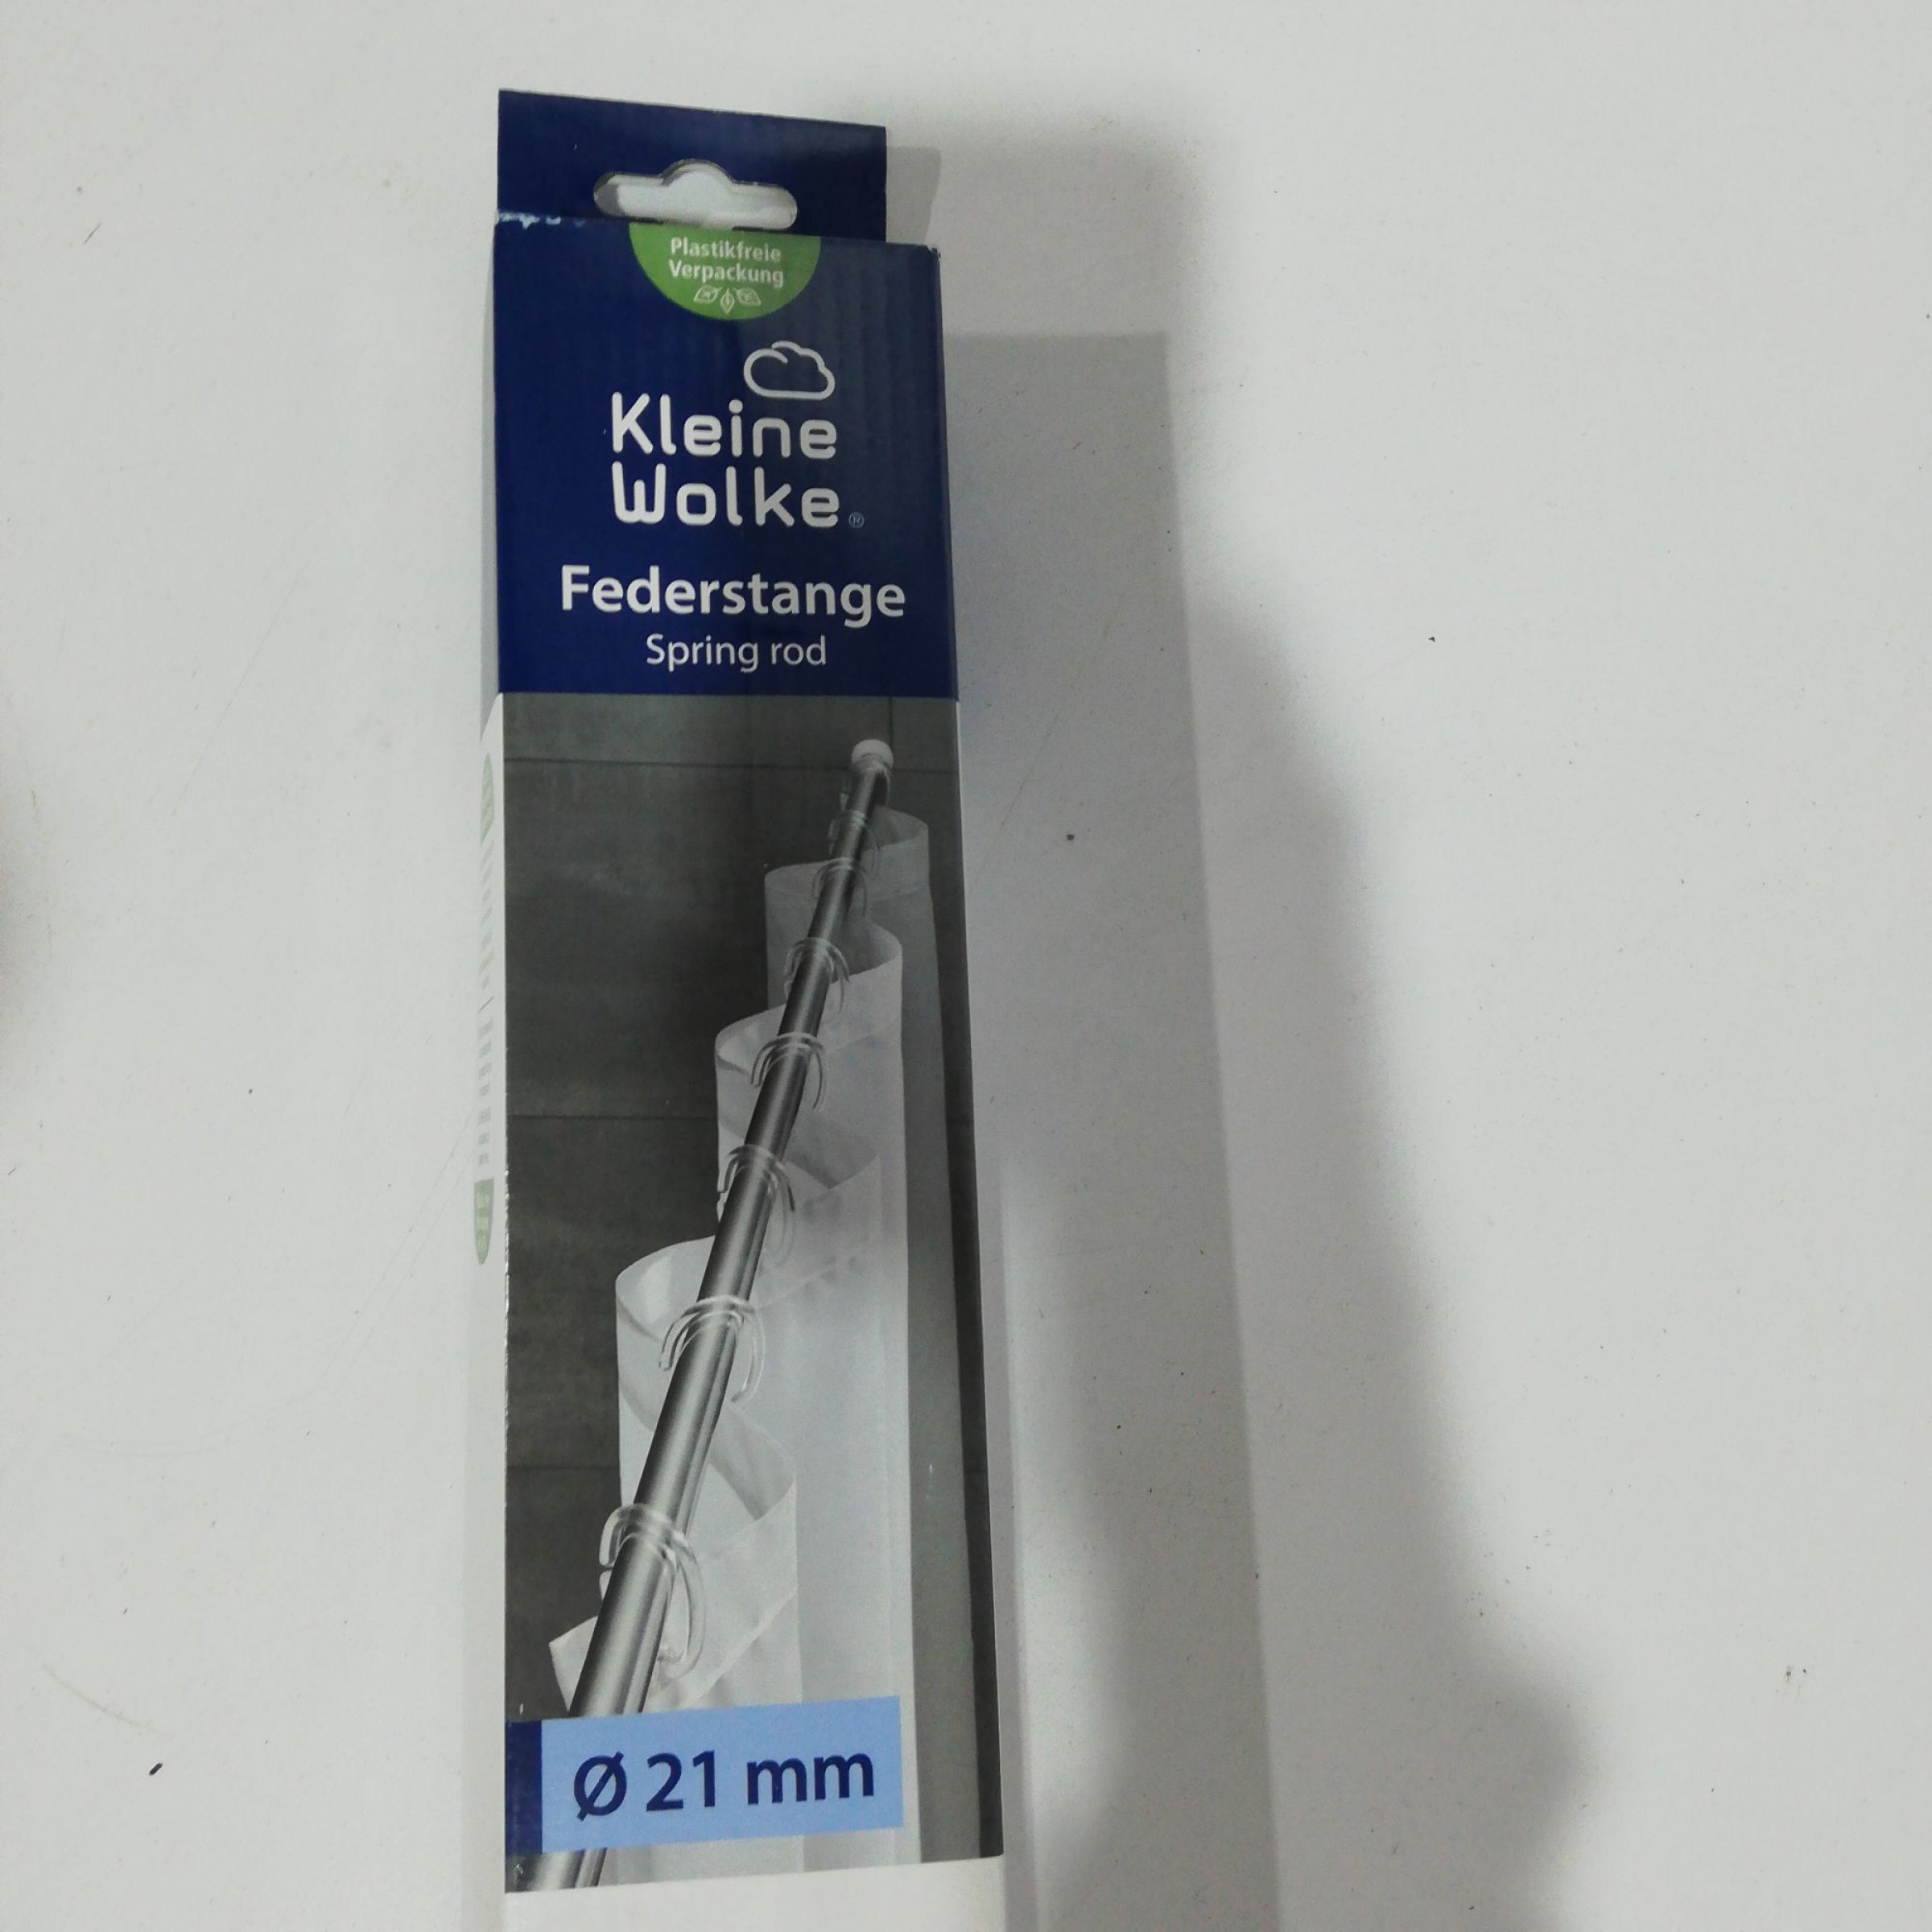 Plastikfreie
Verpackung
Kleine
Wolke®
Federstange
Spring rod
Ø 21 mm